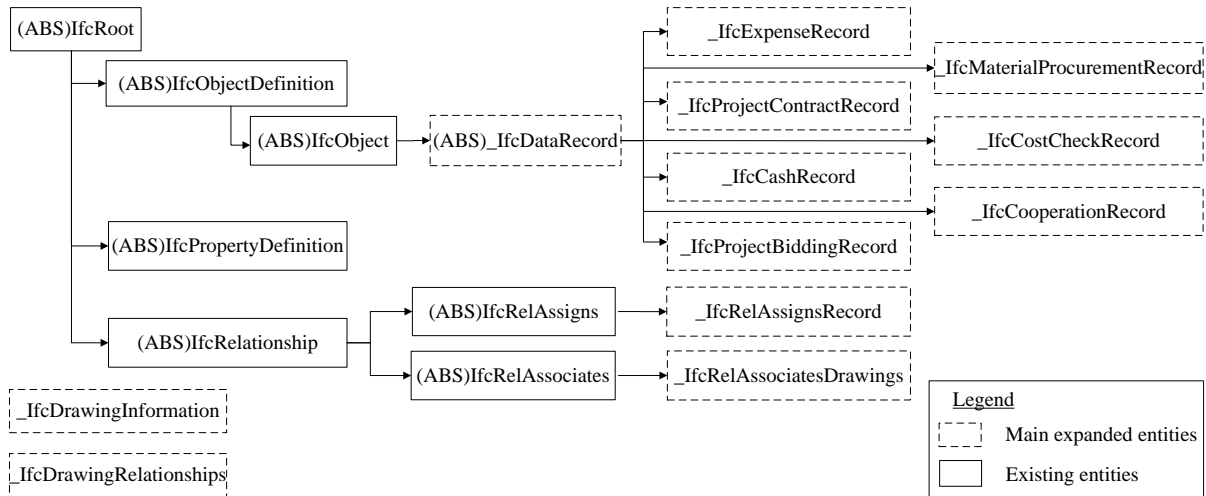 (ABS)IfcRoot
(ABS)IfcObjectDefinition
(ABS)IfcObject
(ABS)_IfcDataRecord
_IfcExpenseRecord
_IfcMaterialProcurementRecord
_IfcProjectContractRecord
_IfcCostCheckRecord
_IfcCashRecord
_IfcCooperationRecord
_IfcProjectBiddingRecord
(ABS)IfcPropertyDefinition
(ABS)IfcRelationship
(ABS)IfcRelAssigns
_IfcRelAssignsRecord
(ABS)IfcRelAssociates
_IfcRelAssociatesDrawings
_IfcDrawingInformation
_IfcDrawingRelationships
Legend
Main expanded entities
Existing entities